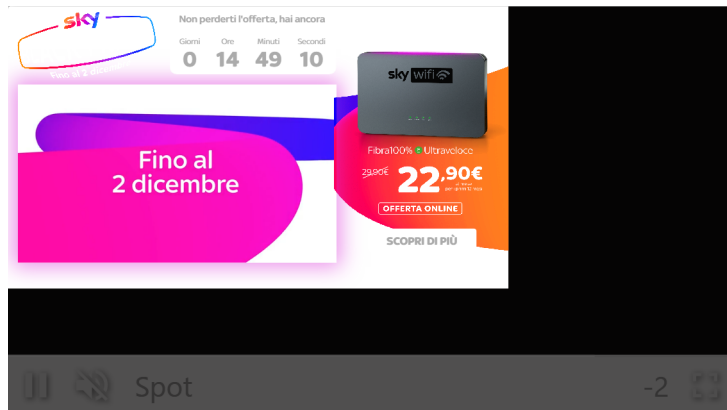 sky
Fino al 2 dicembre
Non perderti l'offerta, hai ancora
Giorni Ore Minuti Secondi
0 14 49 10
Fino al
2 dicembre
sky wifi
Fibra100% Ultraveloce
29,90€ 22,90€
OFFERTA ONLINE
SCOPRI DI PIÙ
Spot
-2